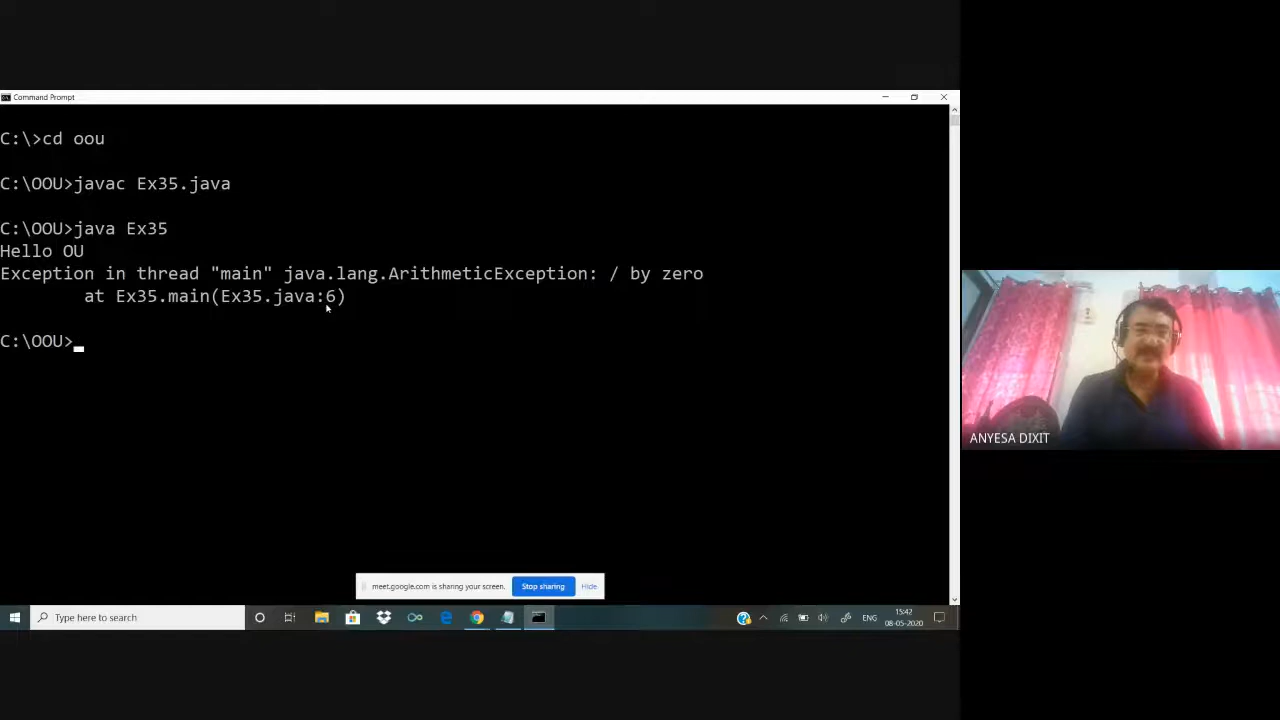 Command Prompt
C:\>cd oou
C:\OOU>javac Ex35.java
C:\OOU>java Ex35
Hello OU
Exception in thread "main" java.lang.ArithmeticException: / by zero
at Ex35.main(Ex35.java:6)
C:\OOU>
ANYESA DIXIT
meet.google.com is sharing your screen.
Stop sharing
Hide
Type here to search
ENG
15:42
08-05-2020